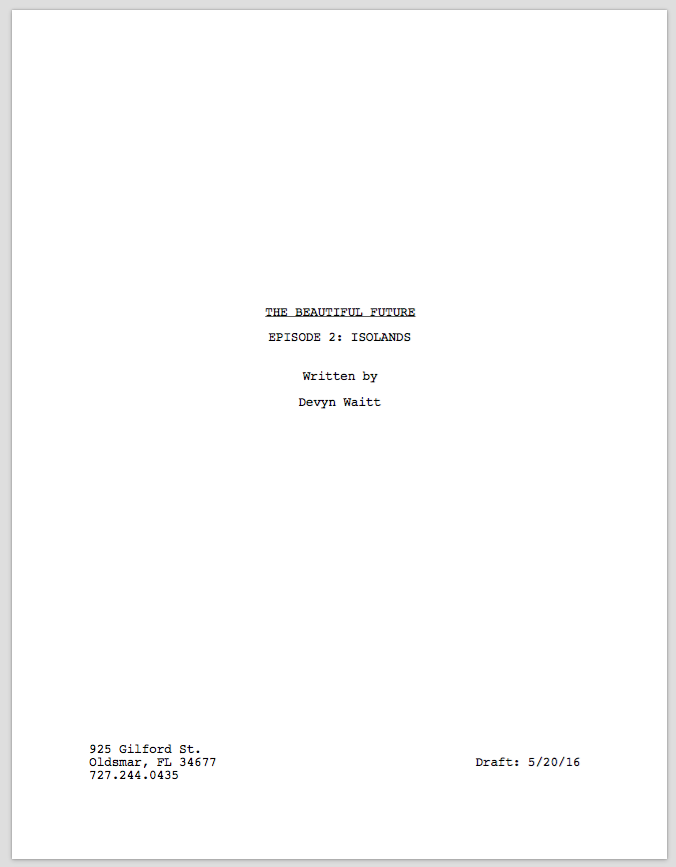 THE BEAUTIFUL FUTURE
EPISODE 2: ISOLANDS
Written by
Devyn Waitt
925 Gilford St.
Oldsmar, FL 34677
727.244.0435
Draft: 5/20/16